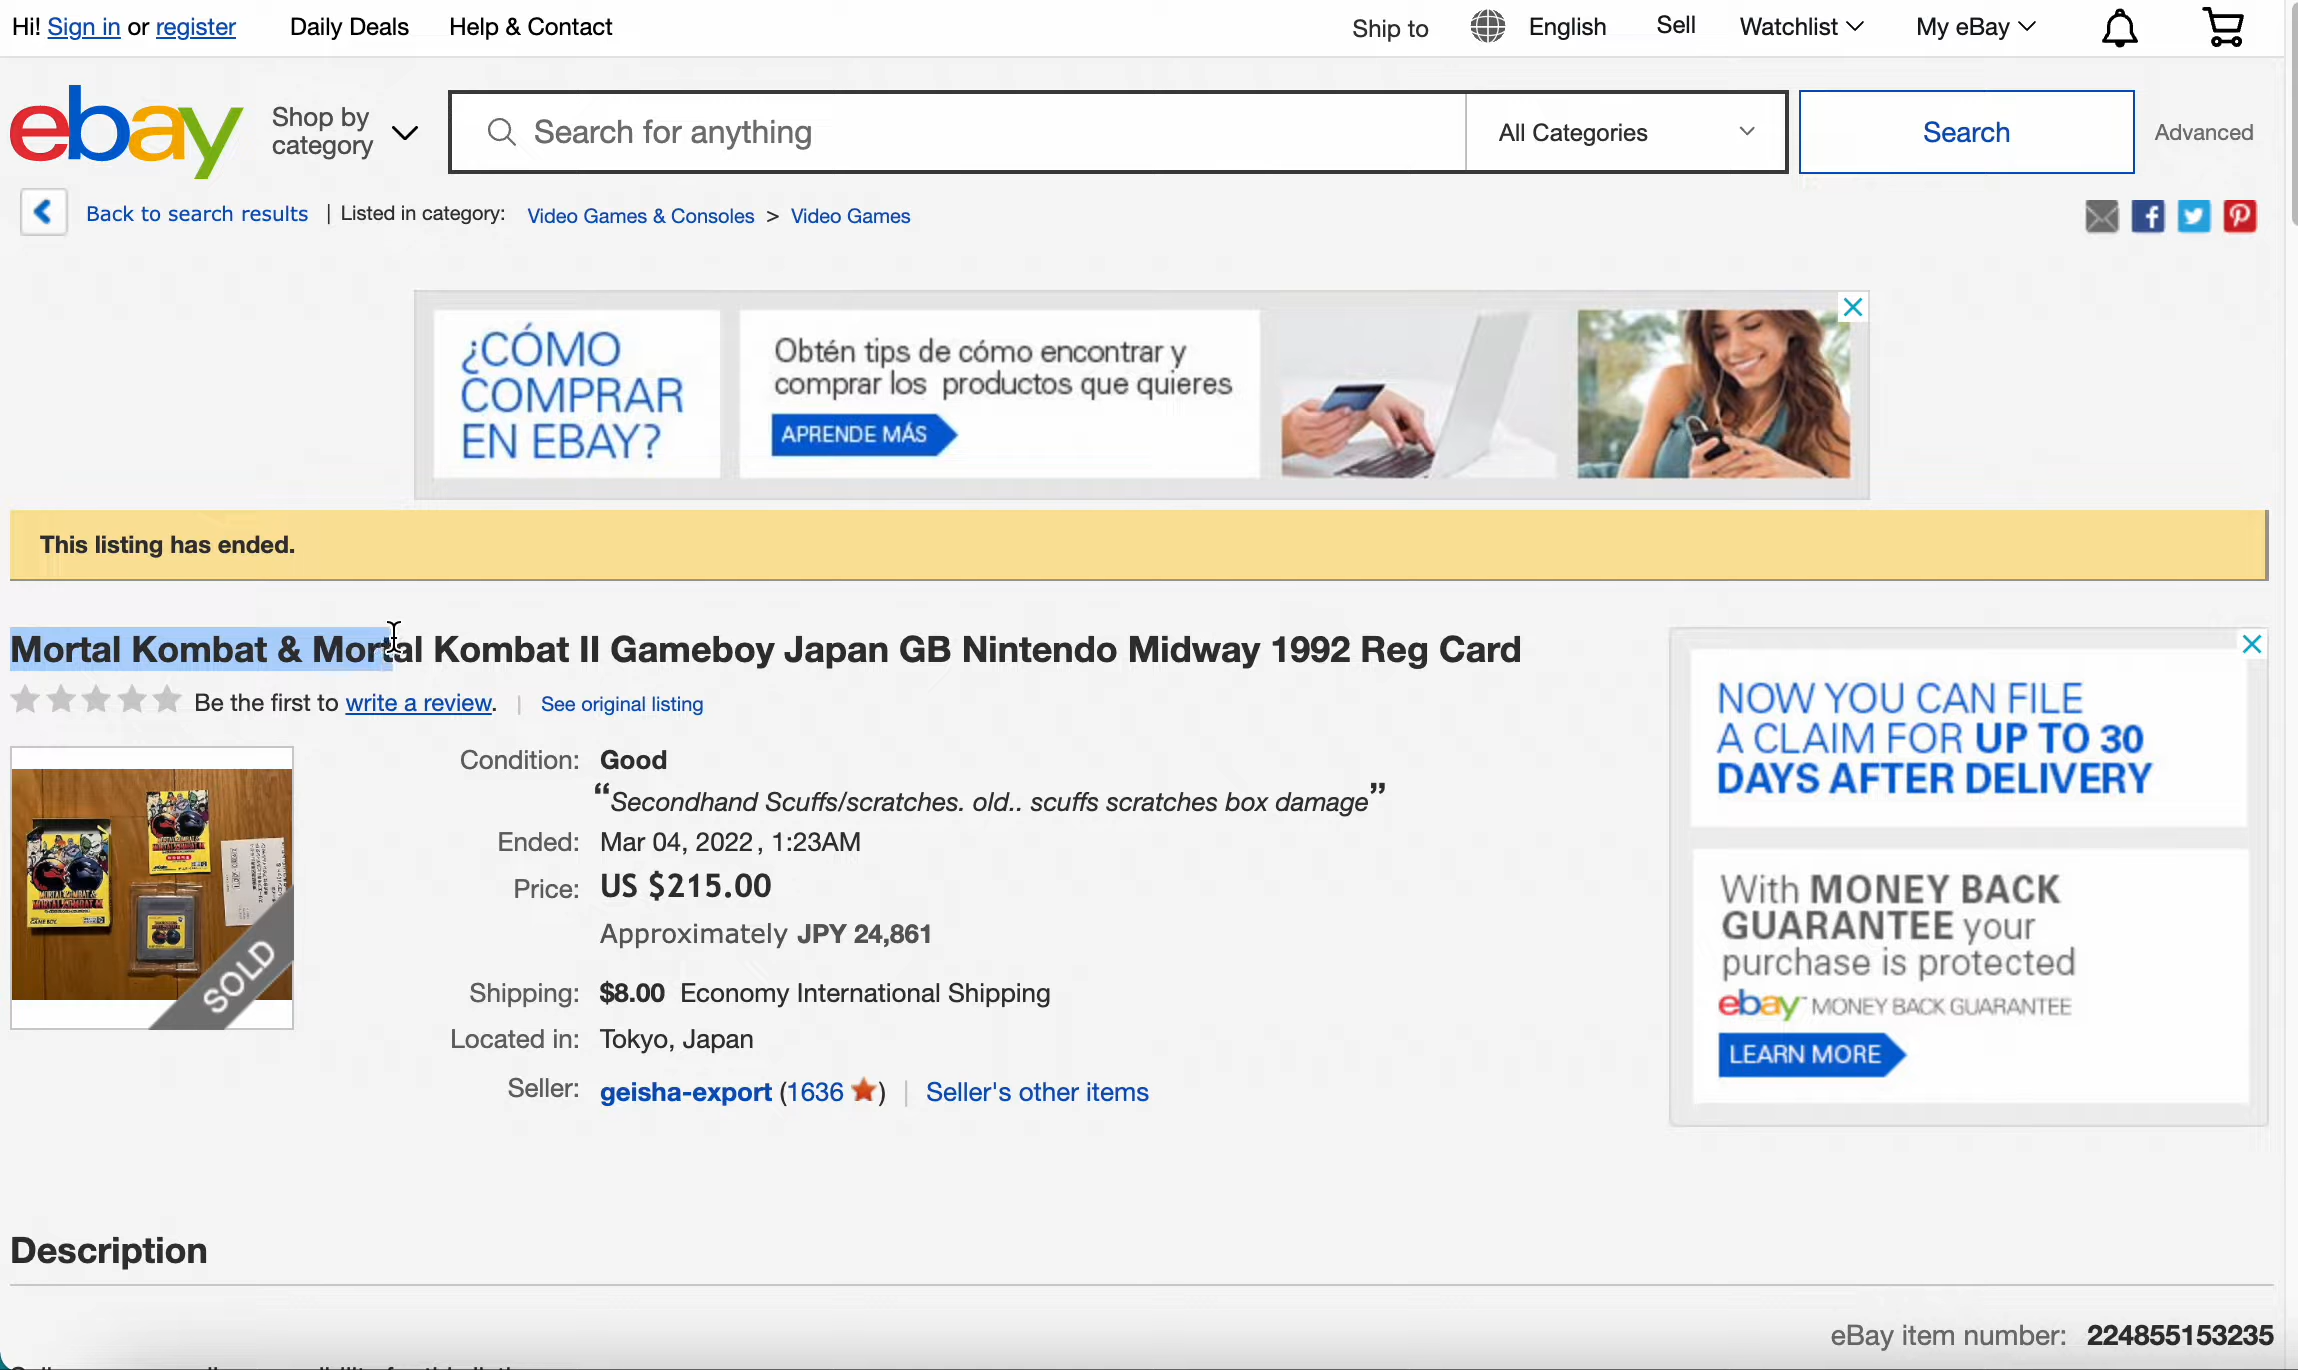 Hi! Sign in or register Daily Deals Help & Contact Ship to English Sell Watchlist My eBay
ebay Shop by category Search for anything All Categories Search Advanced
Back to search results | Listed in category: Video Games & Consoles > Video Games
¿CÓMO
COMPRAR
EN EBAY?
Obtén tips de cómo encontrar y
comprar los productos que quieres
APRENDE MÁS
This listing has ended.
Mortal Kombat & Mortal Kombat II Gameboy Japan GB Nintendo Midway 1992 Reg Card
Be the first to write a review. | See original listing
SOLD
Condition: Good
“Secondhand Scuffs/scratches. old.. scuffs scratches box damage”
Ended: Mar 04, 2022 , 1:23AM
Price: US $215.00
Approximately JPY 24,861
Shipping: $8.00 Economy International Shipping
Located in: Tokyo, Japan
Seller: geisha-export (1636) | Seller's other items
NOW YOU CAN FILE
A CLAIM FOR UP TO 30
DAYS AFTER DELIVERY
With MONEY BACK
GUARANTEE your
purchase is protected
ebay MONEY BACK GUARANTEE
LEARN MORE
Description
eBay item number: 224855153235